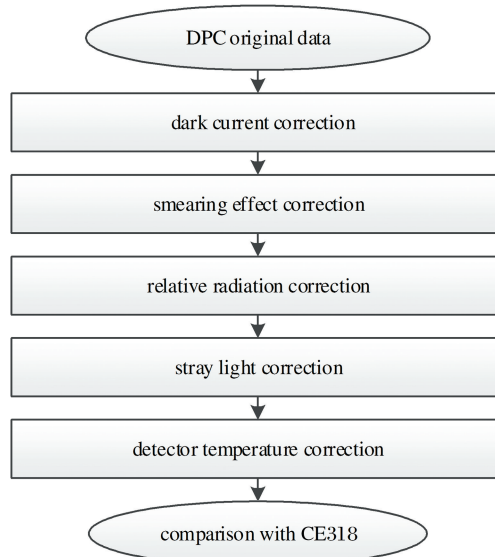 DPC original data
dark current correction
smearing effect correction
relative radiation correction
stray light correction
detector temperature correction
comparison with CE318